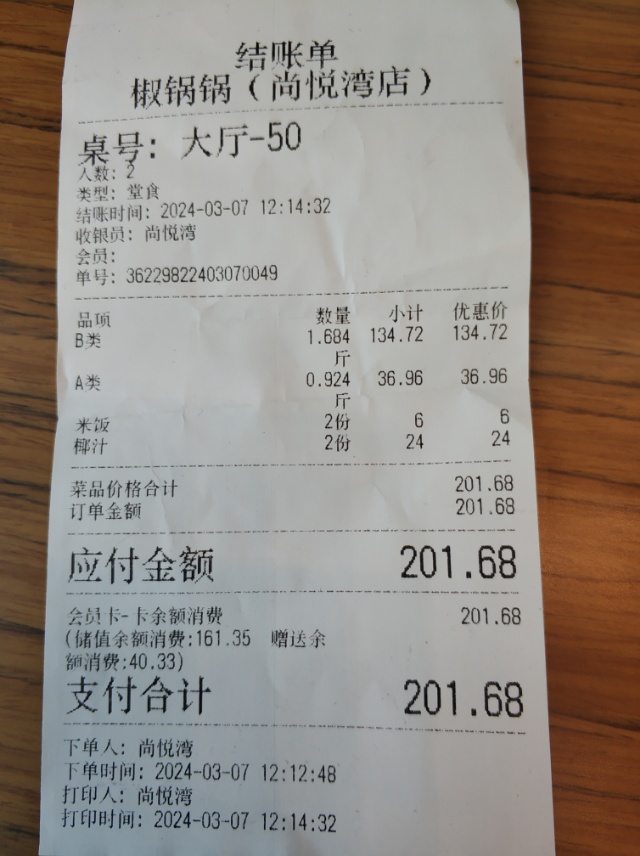 结账单
椒锅锅（尚悦湾店）
桌号: 大厅-50
人数: 2
类型: 堂食
结账时间: 2024-03-07 12:14:32
收银员: 尚悦湾
会员:
单号: 36229822403070049
品项 数量 小计 优惠价
B类 1.684 134.72 134.72
斤
A类 0.924 36.96 36.96
斤
米饭 2份 6 6
椰汁 2份 24 24
菜品价格合计 201.68
订单金额 201.68
应付金额 201.68
会员卡-卡余额消费 201.68
(储值余额消费:161.35 赠送余
额消费:40.33)
支付合计 201.68
下单人: 尚悦湾
下单时间: 2024-03-07 12:12:48
打印人: 尚悦湾
打印时间: 2024-03-07 12:14:32